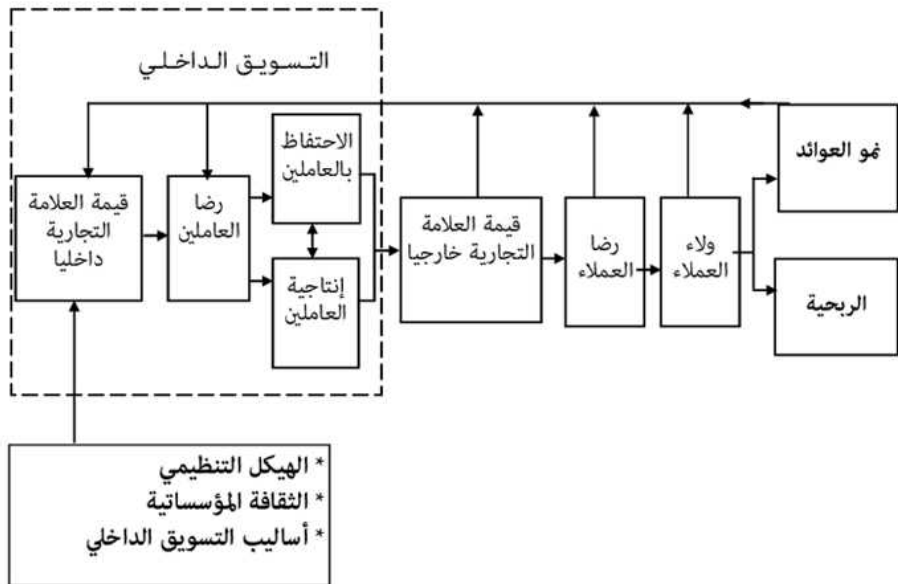 التسويق الداخلي
نمو العوائد
الاحتفاظ
بالعاملين
قيمة العلامة
التجارية
داخليا
رضا
العاملين
إنتاجية
العاملين
قيمة العلامة
التجارية خارجيا
رضا
العملاء
ولاء
العملاء
الربحية
* الهيكل التنظيمي
* الثقافة المؤسساتية
* أساليب التسويق الداخلي